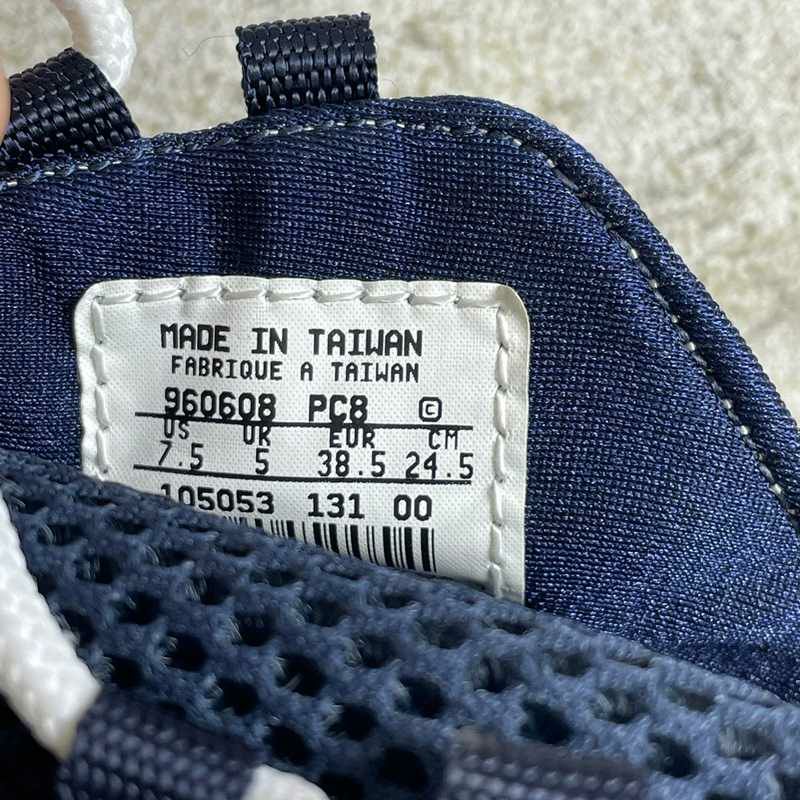 MADE IN TAIWAN
FABRIQUE A TAIWAN
960608 PC8 ©
US UK EUR CM
7.5 5 38.5 24.5
105053 131 00